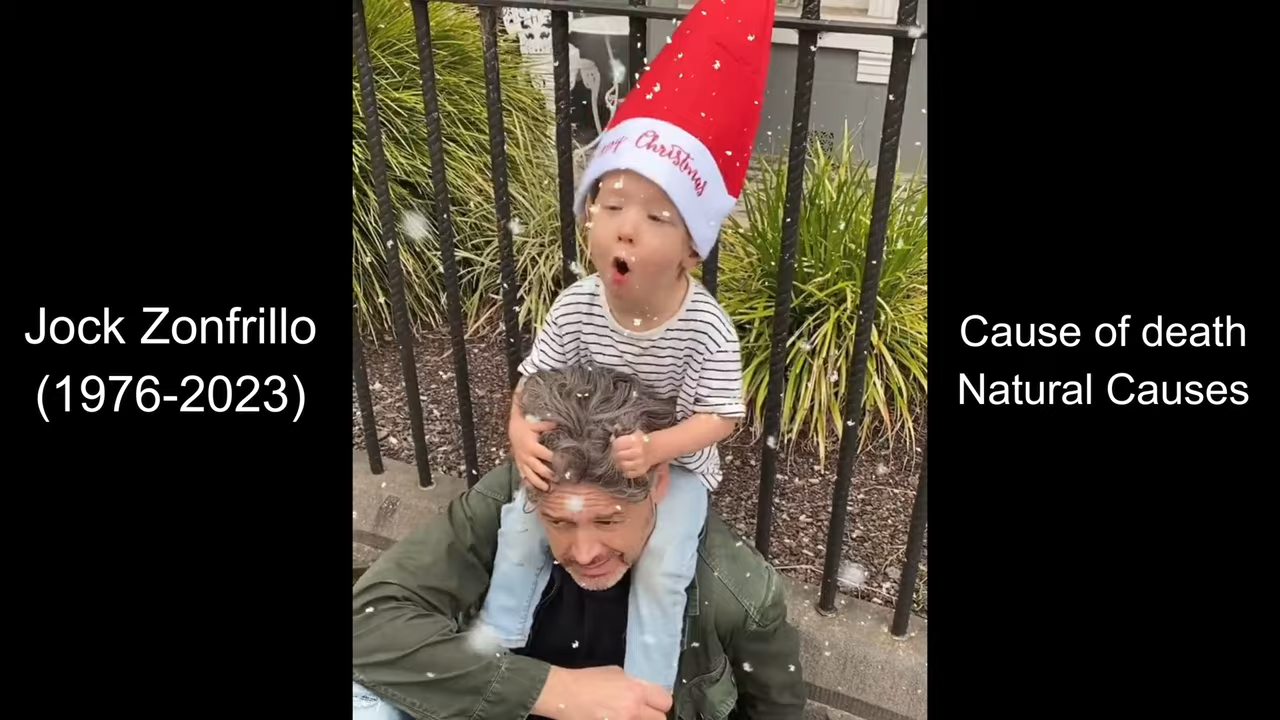 Jock Zonfrillo
(1976-2023)
Christmas
Cause of death
Natural Causes